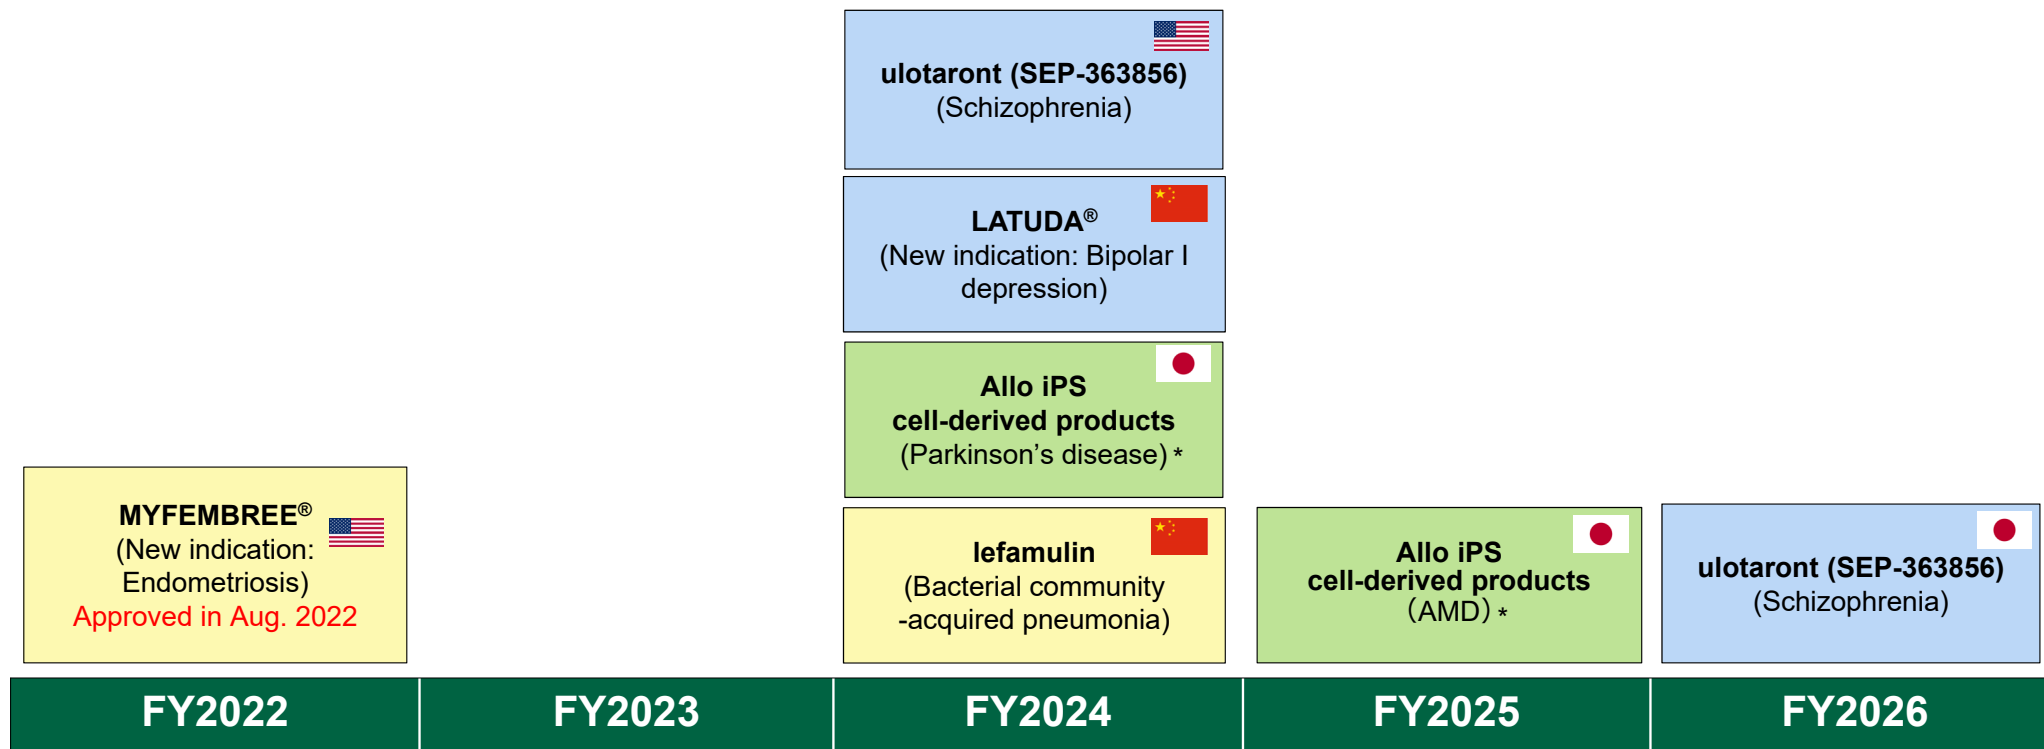 ulotaront (SEP-363856)
(Schizophrenia)
LATUDA®
(New indication: Bipolar I
depression)
Allo iPS
cell-derived products
(Parkinson’s disease) *
MYFEMBREE®
(New indication:
Endometriosis)
Approved in Aug. 2022
lefamulin
(Bacterial community
-acquired pneumonia)
Allo iPS
cell-derived products
（AMD）*
ulotaront (SEP-363856)
(Schizophrenia)
FY2022
FY2023
FY2024
FY2025
FY2026